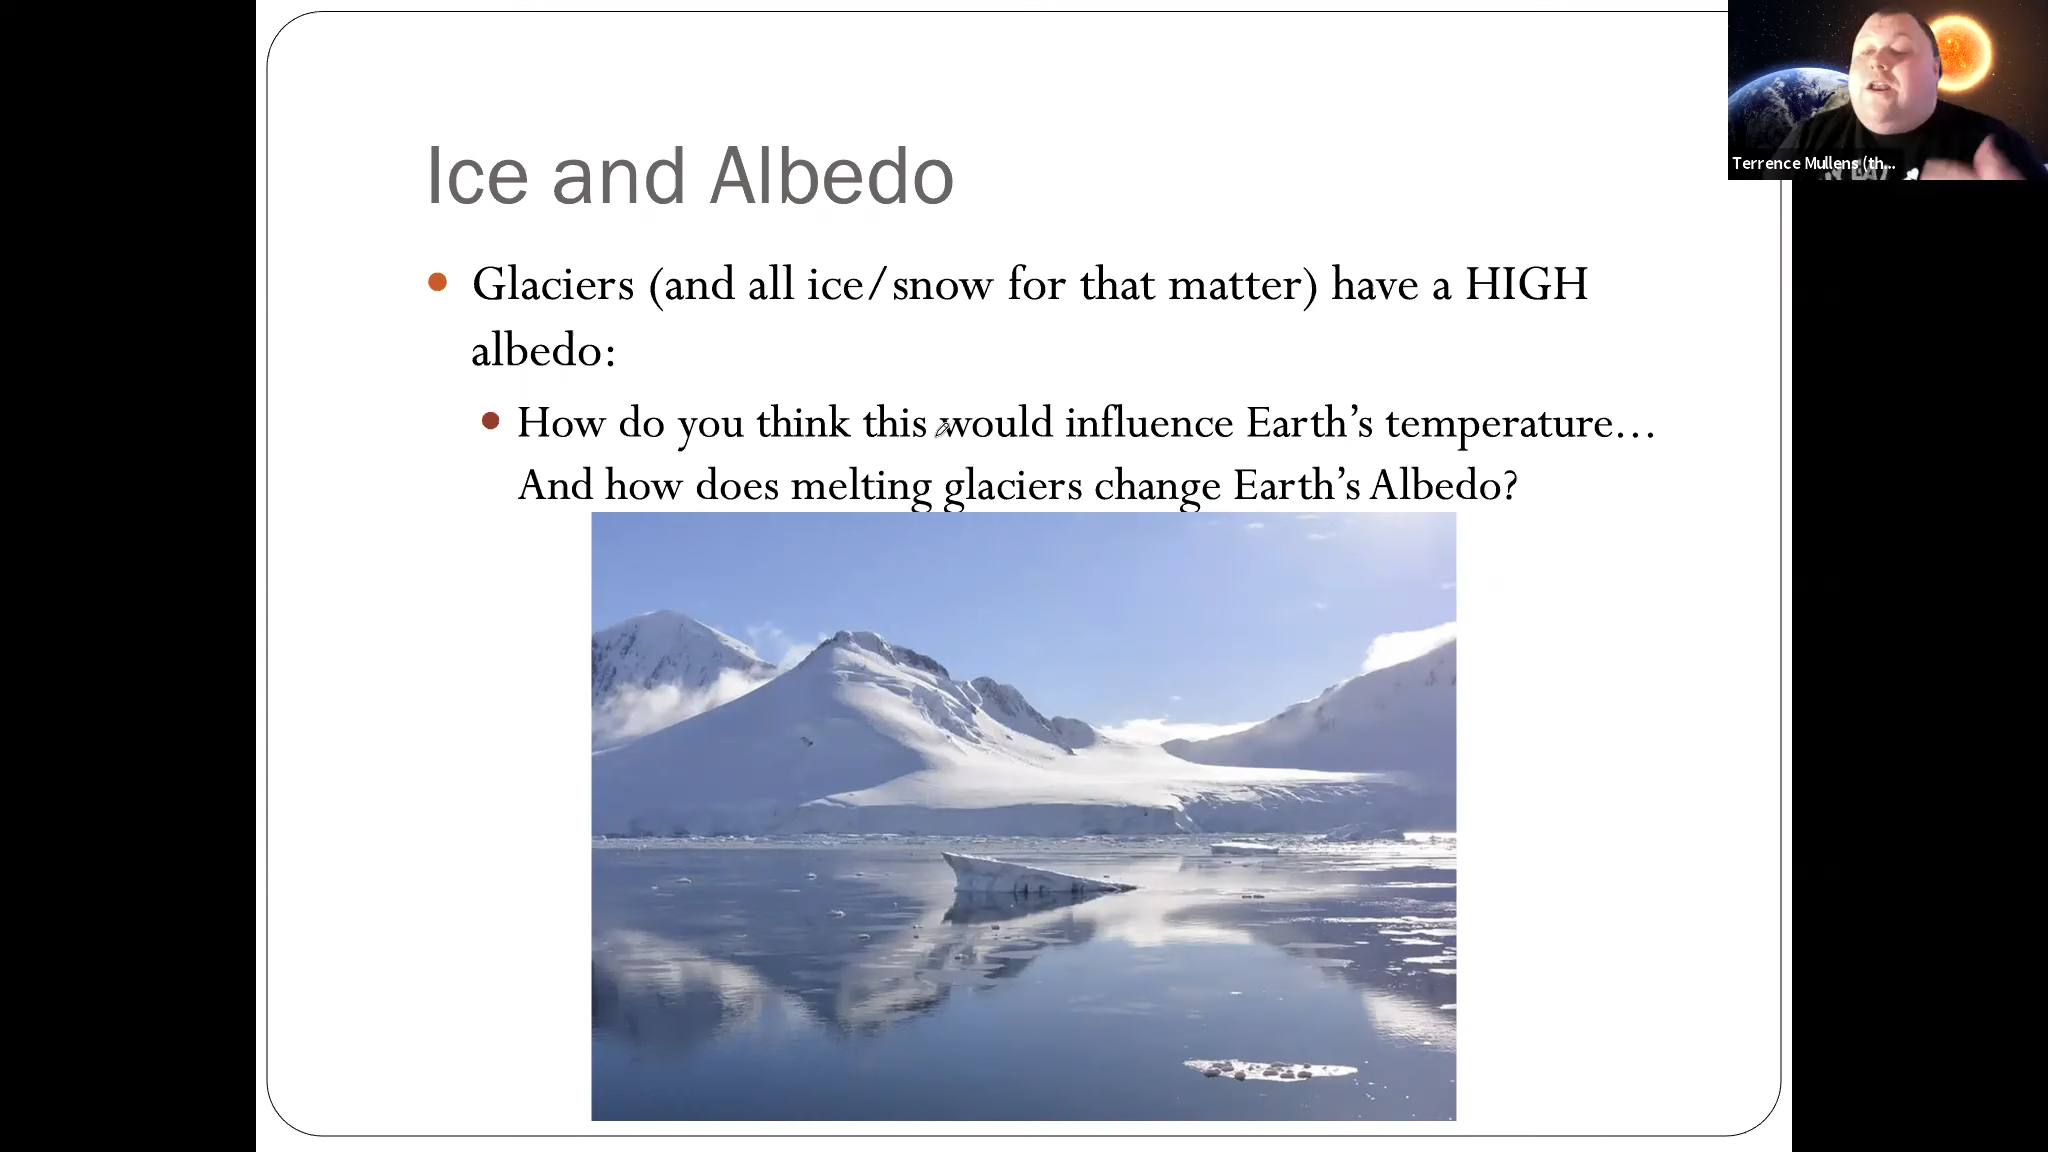 Ice and Albedo
Glaciers (and all ice/snow for that matter) have a HIGH
albedo:
How do you think this would influence Earth's temperature…
And how does melting glaciers change Earth's Albedo?
Terrence Mullens (th...